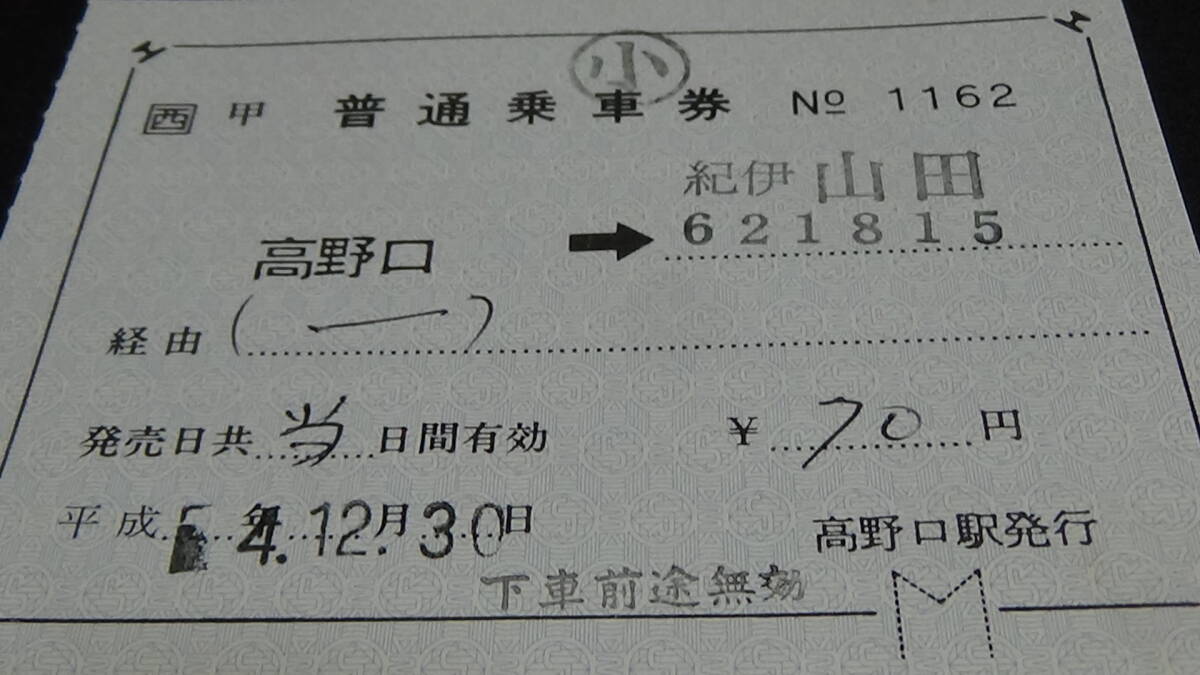 小
西 甲 普通乗車券 № 1162
紀伊山田
高野口 → 621815
経由 ( ー )
発売日共 当 日間有効 ¥ 70 円
平成 4.年 12.月 30日 高野口駅発行
下車前途無効